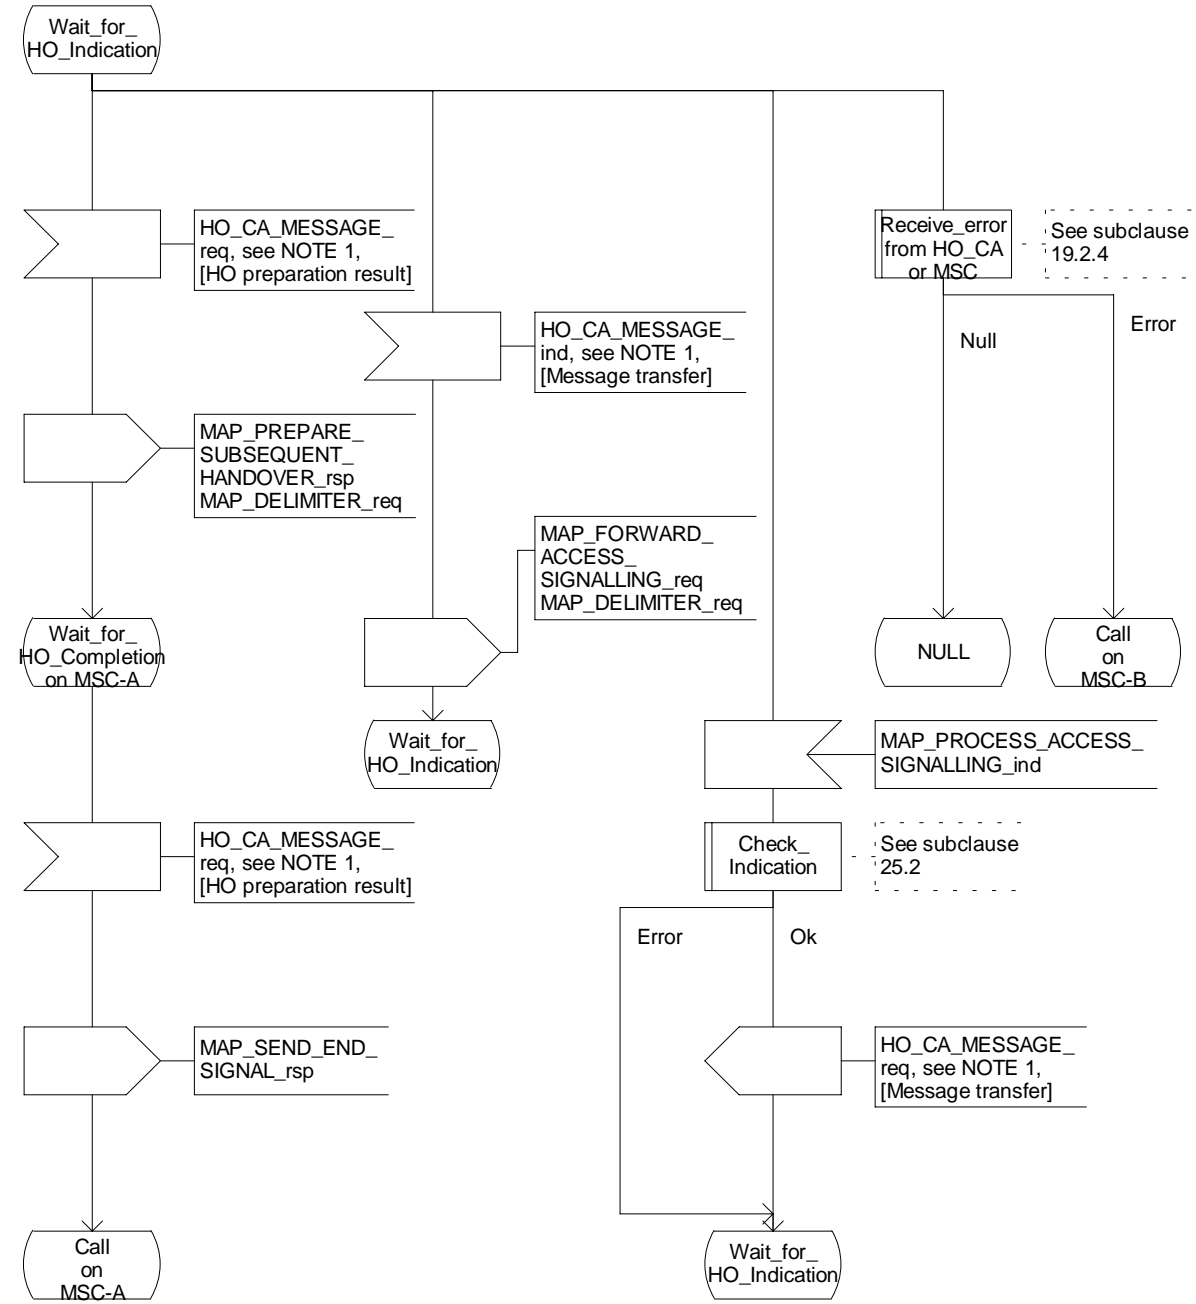 Wait_for_
HO_Indication
HO_CA_MESSAGE_
req, see NOTE 1,
[HO preparation result]
Receive_error
from HO_CA
or MSC
See subclause
19.2.4
HO_CA_MESSAGE_
ind, see NOTE 1,
[Message transfer]
Null
Error
MAP_PREPARE_
SUBSEQUENT_
HANDOVER_rsp
MAP_DELIMITER_req
MAP_FORWARD_
ACCESS_
SIGNALLING_req
MAP_DELIMITER_req
Wait_for_
HO_Completion
on MSC-A
NULL
Call
on
MSC-B
Wait_for_
HO_Indication
MAP_PROCESS_ACCESS_
SIGNALLING_ind
HO_CA_MESSAGE_
req, see NOTE 1,
[HO preparation result]
Check_
Indication
See subclause
25.2
Error
Ok
MAP_SEND_END_
SIGNAL_rsp
HO_CA_MESSAGE_
req, see NOTE 1,
[Message transfer]
Call
on
MSC-A
Wait_for_
HO_Indication